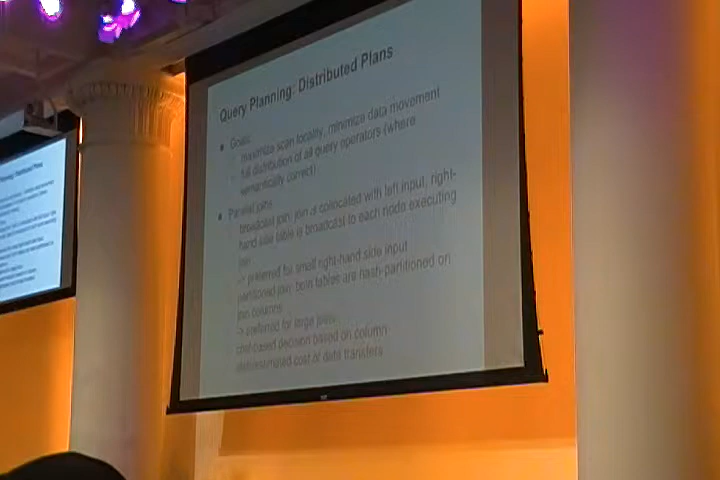 Query Planning: Distributed Plans
● Goals:
maximize scan locality, minimize data movement
full distribution of all query operators (where
semantically correct)
● Parallel joins
broadcast join: join is collocated with left input; right-
hand side table is broadcast to each node executing
join
-> preferred for small right-hand side input
partitioned join: both tables are hash-partitioned on
join columns
-> preferred for large joins
cost-based decision based on column
stats/estimated cost of data transfers